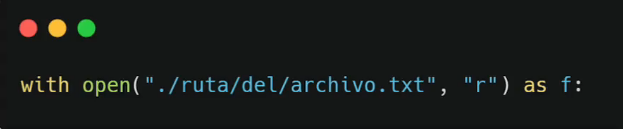 with open("./ruta/del/archivo.txt", "r") as f: